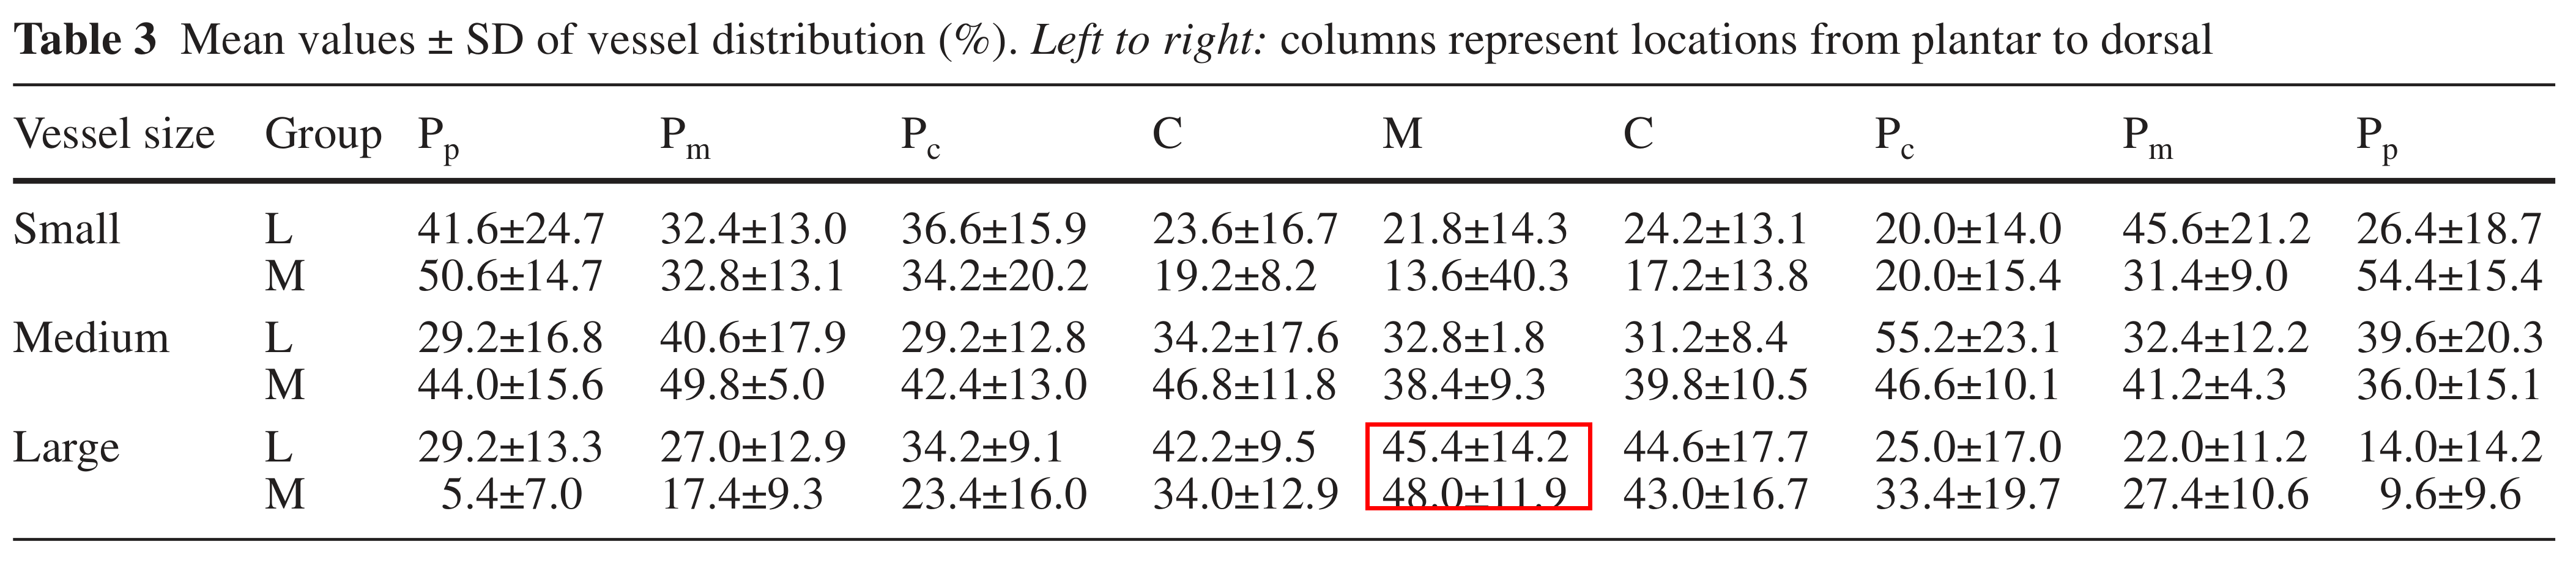 Table 3 Mean values ± SD of vessel distribution (%). Left to right: columns represent locations from plantar to dorsal
Vessel size Group Pp Pm Pc C M C Pc Pm Pp
Small L 41.6±24.7 32.4±13.0 36.6±15.9 23.6±16.7 21.8±14.3 24.2±13.1 20.0±14.0 45.6±21.2 26.4±18.7
M 50.6±14.7 32.8±13.1 34.2±20.2 19.2±8.2 13.6±40.3 17.2±13.8 20.0±15.4 31.4±9.0 54.4±15.4
Medium L 29.2±16.8 40.6±17.9 29.2±12.8 34.2±17.6 32.8±1.8 31.2±8.4 55.2±23.1 32.4±12.2 39.6±20.3
M 44.0±15.6 49.8±5.0 42.4±13.0 46.8±11.8 38.4±9.3 39.8±10.5 46.6±10.1 41.2±4.3 36.0±15.1
Large L 29.2±13.3 27.0±12.9 34.2±9.1 42.2±9.5 45.4±14.2 44.6±17.7 25.0±17.0 22.0±11.2 14.0±14.2
M 5.4±7.0 17.4±9.3 23.4±16.0 34.0±12.9 48.0±11.9 43.0±16.7 33.4±19.7 27.4±10.6 9.6±9.6